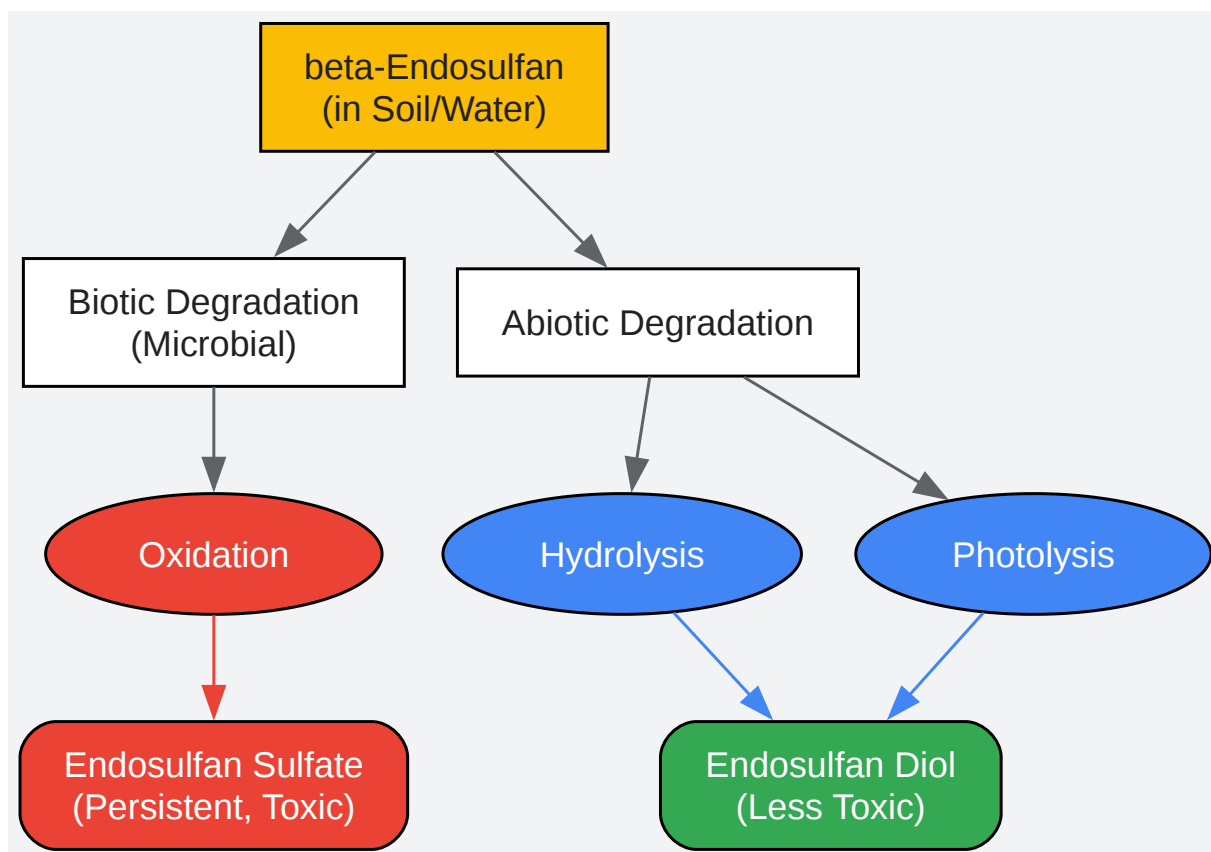 beta-Endosulfan
(in Soil/Water)
Biotic Degradation
(Microbial)
Abiotic Degradation
Oxidation
Hydrolysis
Photolysis
Endosulfan Sulfate
(Persistent, Toxic)
Endosulfan Diol
(Less Toxic)